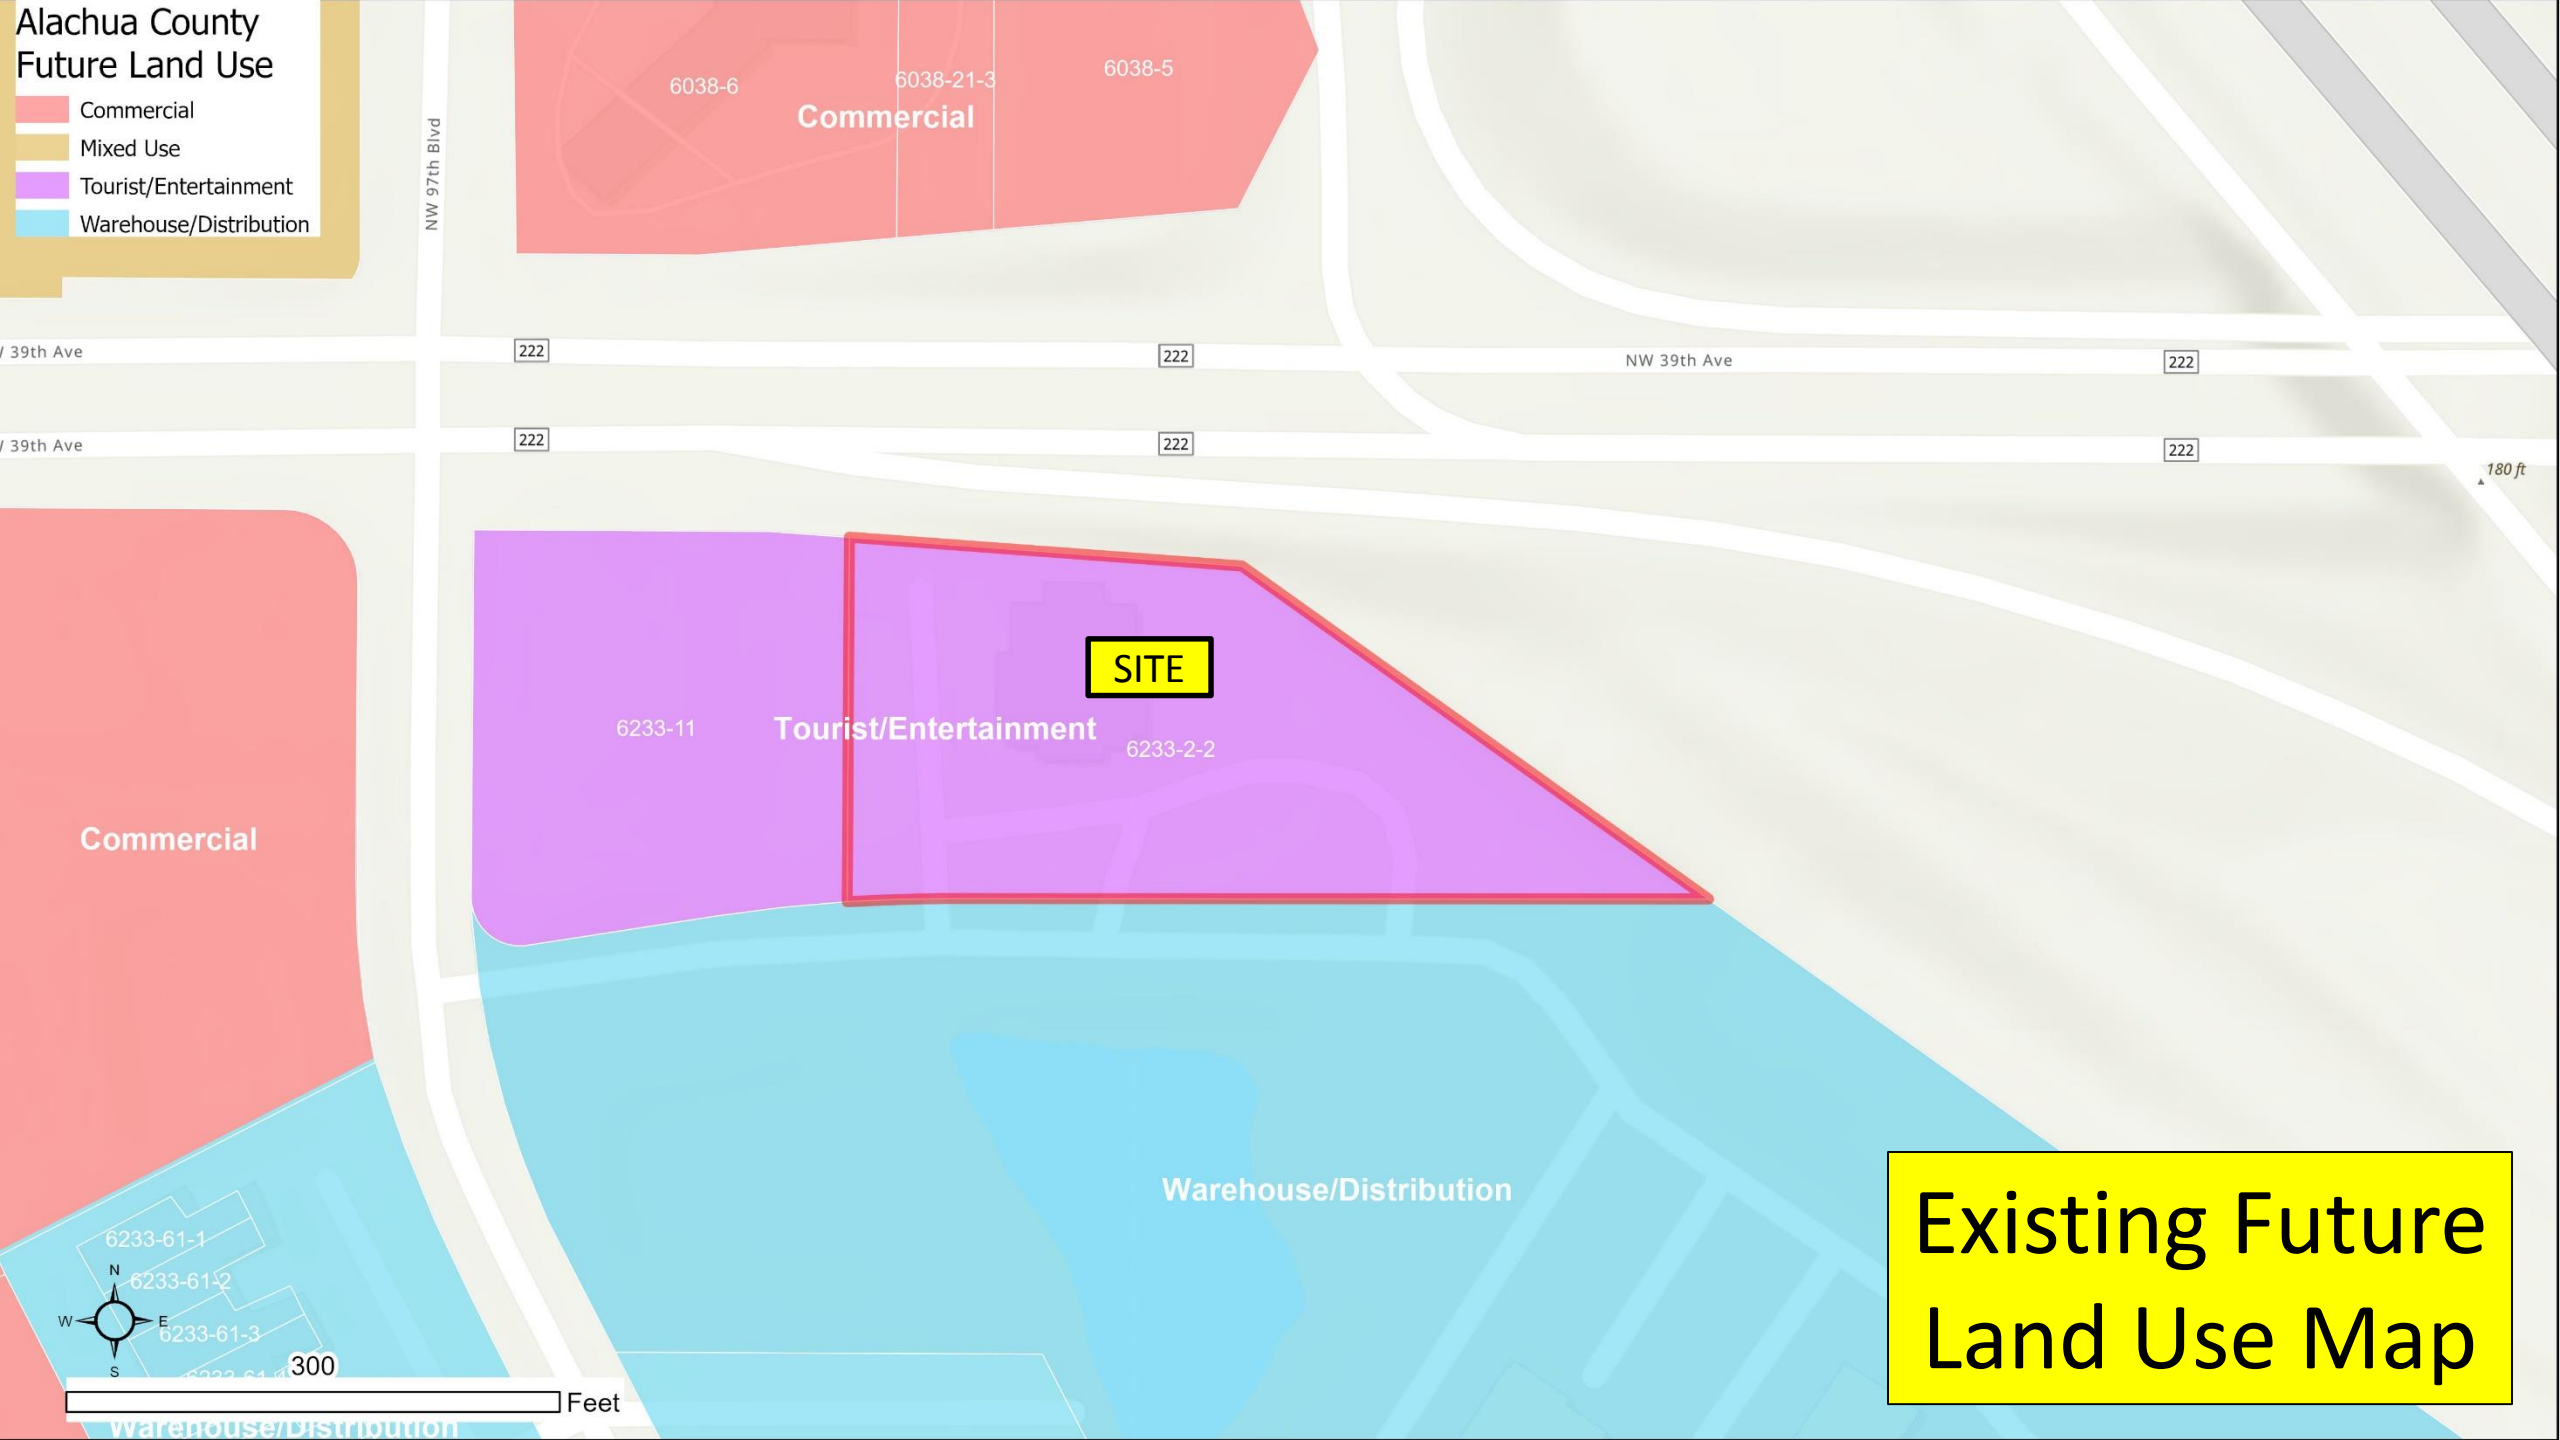 Alachua County
Future Land Use
Commercial
Mixed Use
Tourist/Entertainment
Warehouse/Distribution
NW 97th Blvd
6038-6
6038-21-3
6038-5
Commercial
39th Ave
222
222
NW 39th Ave
222
39th Ave
222
222
222
180 ft
SITE
6233-11
Tourist/Entertainment
6233-2-2
Commercial
Warehouse/Distribution
6233-61-1
N
6233-61-2
W
E
6233-61-3
S
300
Feet
Warehouse/Distribution
Existing Future
Land Use Map